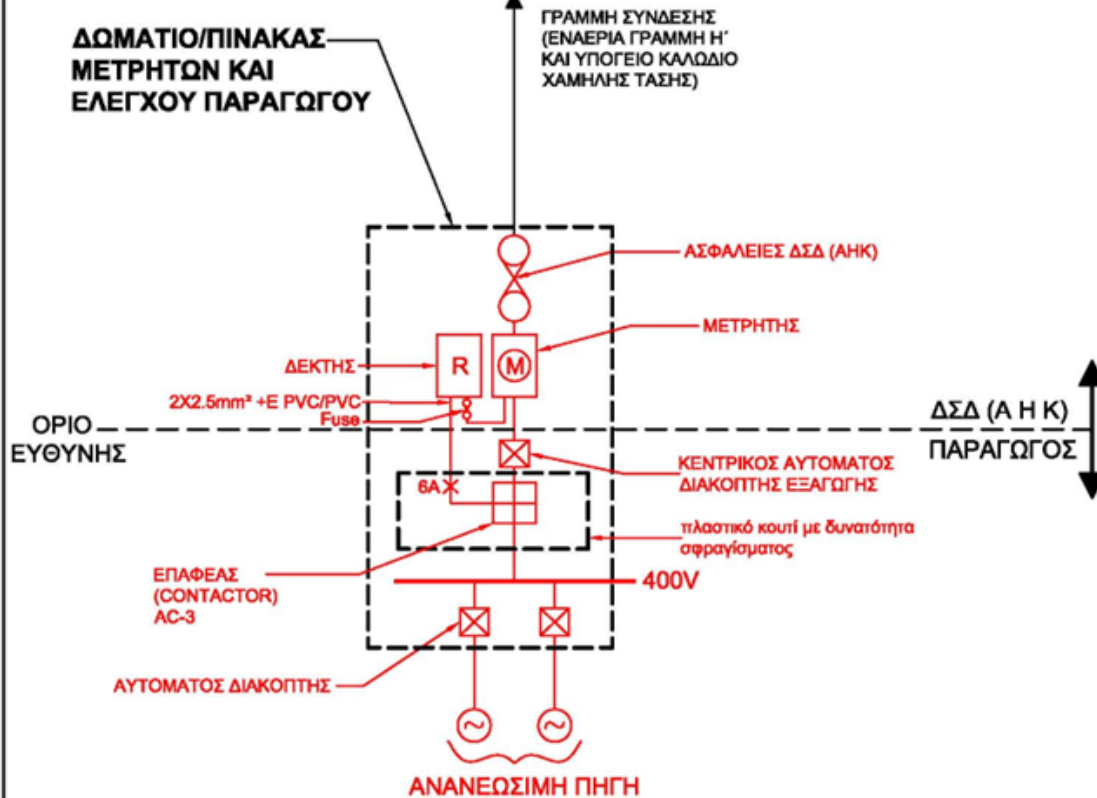 ΔΩΜΑΤΙΟ/ΠΙΝΑΚΑΣ
ΜΕΤΡΗΤΩΝ ΚΑΙ
ΕΛΕΓΧΟΥ ΠΑΡΑΓΩΓΟΥ
ΓΡΑΜΜΗ ΣΥΝΔΕΣΗΣ
(ΕΝΑΕΡΙΑ ΓΡΑΜΜΗ Η΄
ΚΑΙ ΥΠΟΓΕΙΟ ΚΑΛΩΔΙΟ
ΧΑΜΗΛΗΣ ΤΑΣΗΣ)
ΑΣΦΑΛΕΙΕΣ ΔΣΔ (ΑΗΚ)
ΜΕΤΡΗΤΗΣ
ΔΕΚΤΗΣ
R
M
2X2.5mm² +E PVC/PVC
Fuse
ΟΡΙΟ
ΕΥΘΥΝΗΣ
ΔΣΔ (Α Η Κ)
ΠΑΡΑΓΩΓΟΣ
ΚΕΝΤΡΙΚΟΣ ΑΥΤΟΜΑΤΟΣ
ΔΙΑΚΟΠΤΗΣ ΕΞΑΓΩΓΗΣ
6A
πλαστικό κουτί με δυνατότητα
σφραγίσματος
ΕΠΑΦΕΑΣ
(CONTACTOR)
AC-3
400V
ΑΥΤΟΜΑΤΟΣ ΔΙΑΚΟΠΤΗΣ
ΑΝΑΝΕΩΣΙΜΗ ΠΗΓΗ